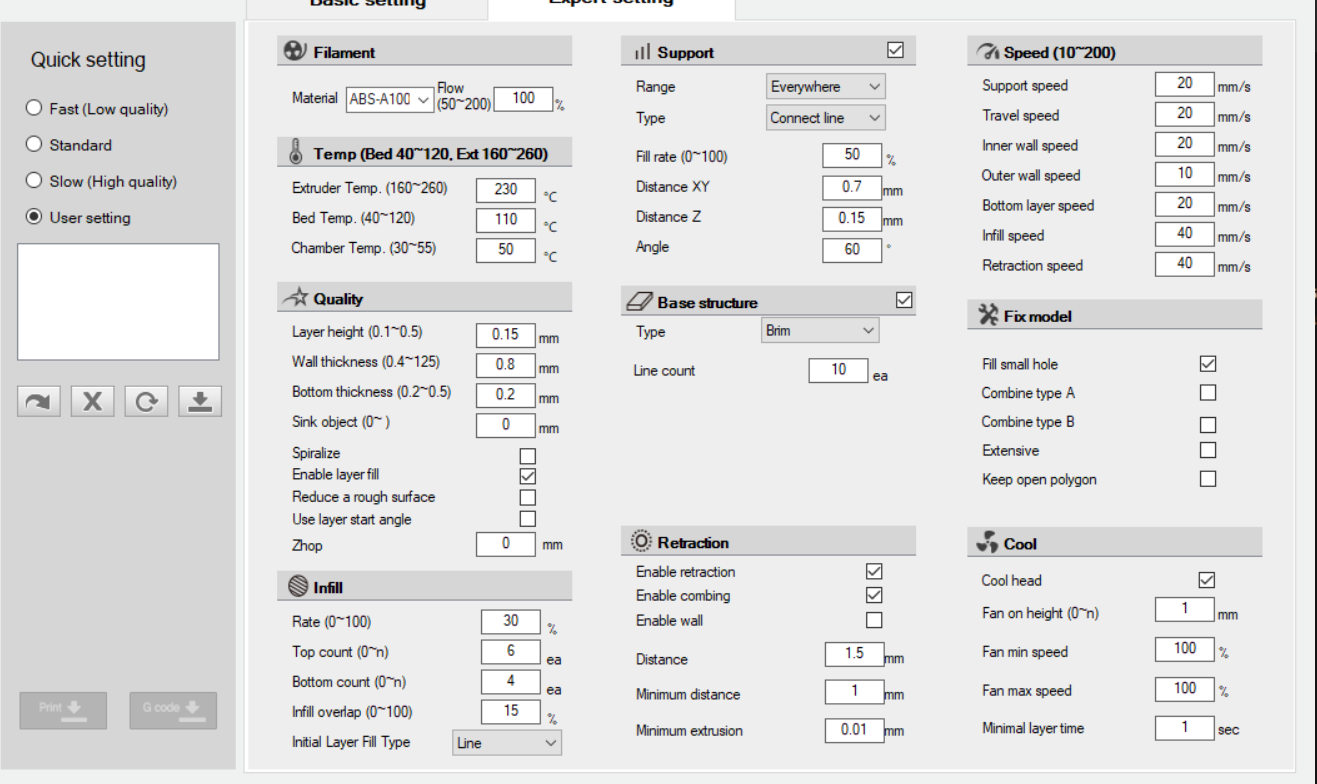 Basic setting
Expert setting
Quick setting
Fast (Low quality)
Standard
Slow (High quality)
User setting
Print
G code
Filament
Material ABS-A100 Flow (50~200) 100 %
Temp (Bed 40~120, Ext 160~260)
Extruder Temp. (160~260) 230 °C
Bed Temp. (40~120) 110 °C
Chamber Temp. (30~55) 50 °C
Quality
Layer height (0.1~0.5) 0.15 mm
Wall thickness (0.4~125) 0.8 mm
Bottom thickness (0.2~0.5) 0.2 mm
Sink object (0~ ) 0 mm
Spiralize
Enable layer fill
Reduce a rough surface
Use layer start angle
Zhop 0 mm
Infill
Rate (0~100) 30 %
Top count (0~n) 6 ea
Bottom count (0~n) 4 ea
Infill overlap (0~100) 15 %
Initial Layer Fill Type Line
Support
Range Everywhere
Type Connect line
Fill rate (0~100) 50 %
Distance XY 0.7 mm
Distance Z 0.15 mm
Angle 60 °
Base structure
Type Brim
Line count 10 ea
Retraction
Enable retraction
Enable combing
Enable wall
Distance 1.5 mm
Minimum distance 1 mm
Minimum extrusion 0.01 mm
Speed (10~200)
Support speed 20 mm/s
Travel speed 20 mm/s
Inner wall speed 20 mm/s
Outer wall speed 10 mm/s
Bottom layer speed 20 mm/s
Infill speed 40 mm/s
Retraction speed 40 mm/s
Fix model
Fill small hole
Combine type A
Combine type B
Extensive
Keep open polygon
Cool
Cool head
Fan on height (0~n) 1 mm
Fan min speed 100 %
Fan max speed 100 %
Minimal layer time 1 sec